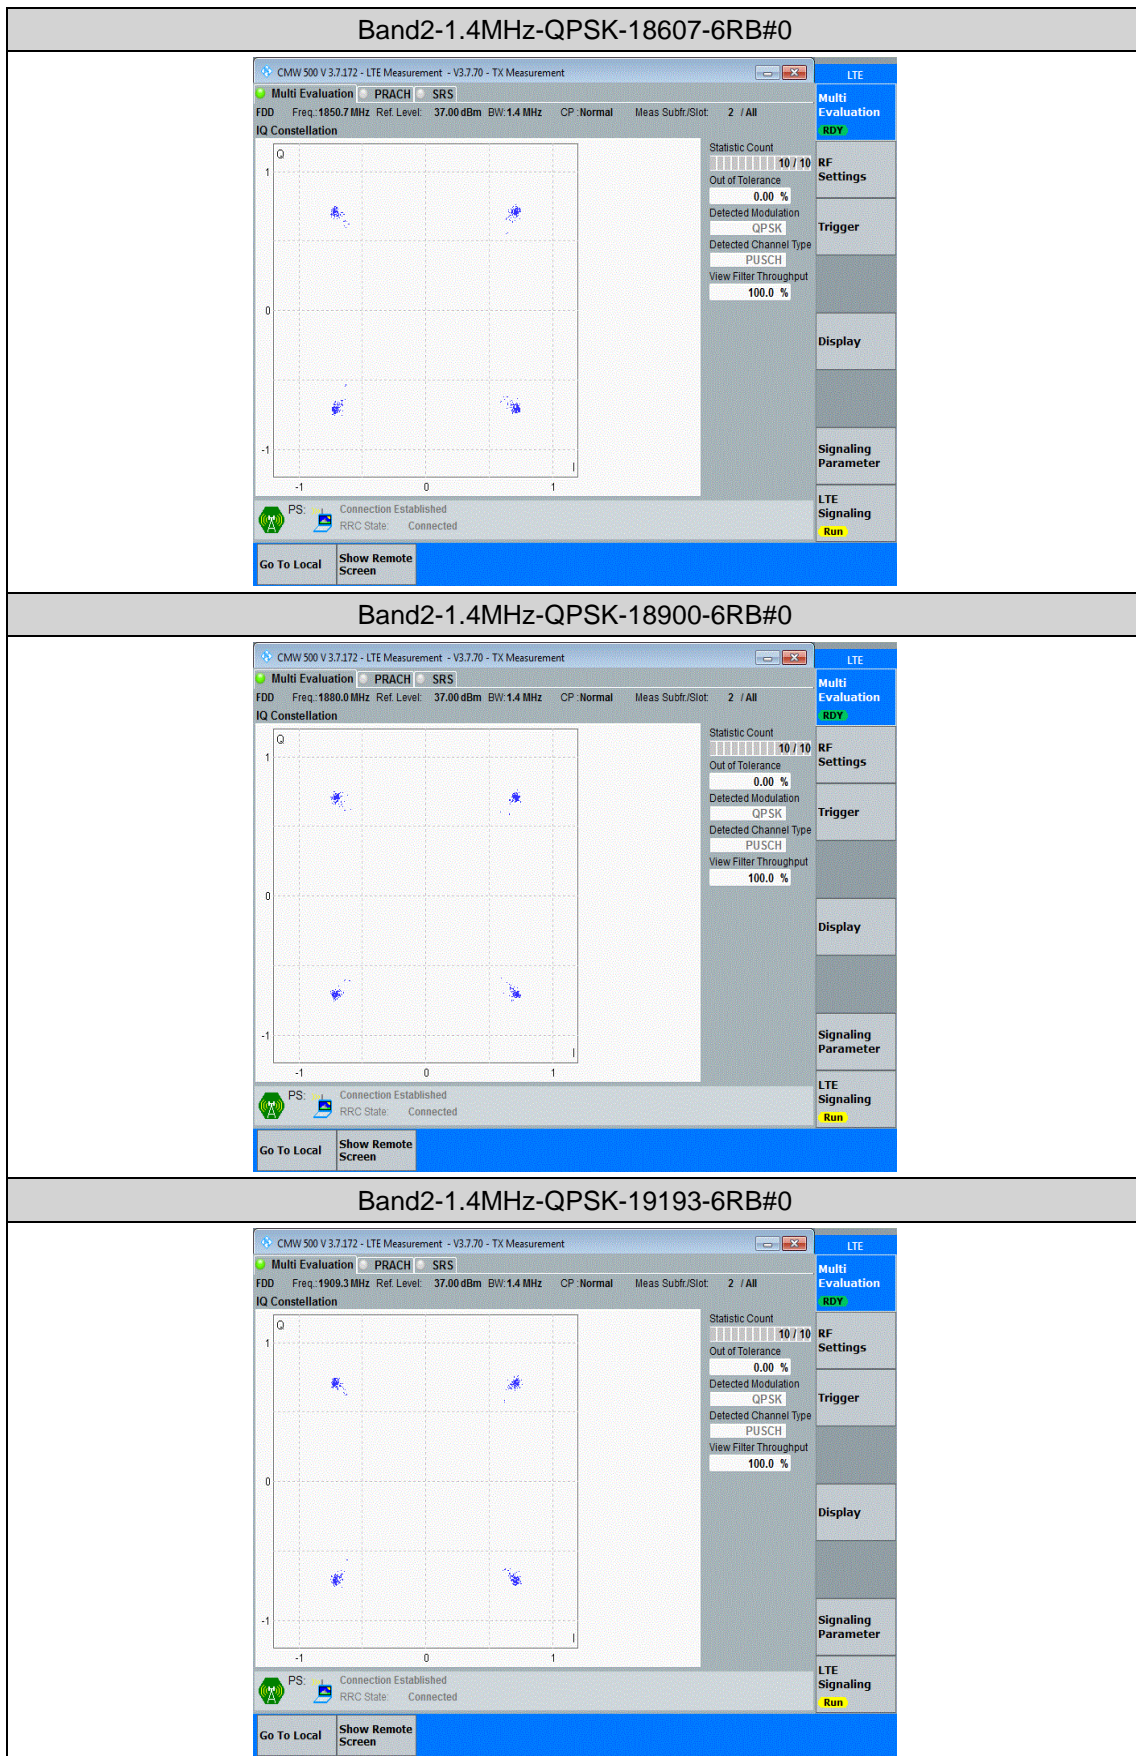 Band2-1.4MHz-QPSK-18607-6RB#0
CMW 500 V 3.7.172 - LTE Measurement - V3.7.70 - TX Measurement
LTE
Multi Evaluation PRACH SRS
Multi
Evaluation
RDY
FDD Freq.: 1850.7 MHz Ref. Level: 37.00 dBm BW: 1.4 MHz CP : Normal Meas Subfr./Slot: 2 / All
IQ Constellation
Q
1
0
-1
-1 0 1
I
Statistic Count
10 / 10
Out of Tolerance
0.00 %
Detected Modulation
QPSK
Detected Channel Type
PUSCH
View Filter Throughput
100.0 %
RF
Settings
Trigger
Display
Signaling
Parameter
LTE
Signaling
Run
PS: Connection Established
RRC State: Connected
Go To Local
Show Remote
Screen
Band2-1.4MHz-QPSK-18900-6RB#0
CMW 500 V 3.7.172 - LTE Measurement - V3.7.70 - TX Measurement
LTE
Multi Evaluation PRACH SRS
Multi
Evaluation
RDY
FDD Freq.: 1880.0 MHz Ref. Level: 37.00 dBm BW: 1.4 MHz CP : Normal Meas Subfr./Slot: 2 / All
IQ Constellation
Q
1
0
-1
-1 0 1
I
Statistic Count
10 / 10
Out of Tolerance
0.00 %
Detected Modulation
QPSK
Detected Channel Type
PUSCH
View Filter Throughput
100.0 %
RF
Settings
Trigger
Display
Signaling
Parameter
LTE
Signaling
Run
PS: Connection Established
RRC State: Connected
Go To Local
Show Remote
Screen
Band2-1.4MHz-QPSK-19193-6RB#0
CMW 500 V 3.7.172 - LTE Measurement - V3.7.70 - TX Measurement
LTE
Multi Evaluation PRACH SRS
Multi
Evaluation
RDY
FDD Freq.: 1909.3 MHz Ref. Level: 37.00 dBm BW: 1.4 MHz CP : Normal Meas Subfr./Slot: 2 / All
IQ Constellation
Q
1
0
-1
-1 0 1
I
Statistic Count
10 / 10
Out of Tolerance
0.00 %
Detected Modulation
QPSK
Detected Channel Type
PUSCH
View Filter Throughput
100.0 %
RF
Settings
Trigger
Display
Signaling
Parameter
LTE
Signaling
Run
PS: Connection Established
RRC State: Connected
Go To Local
Show Remote
Screen